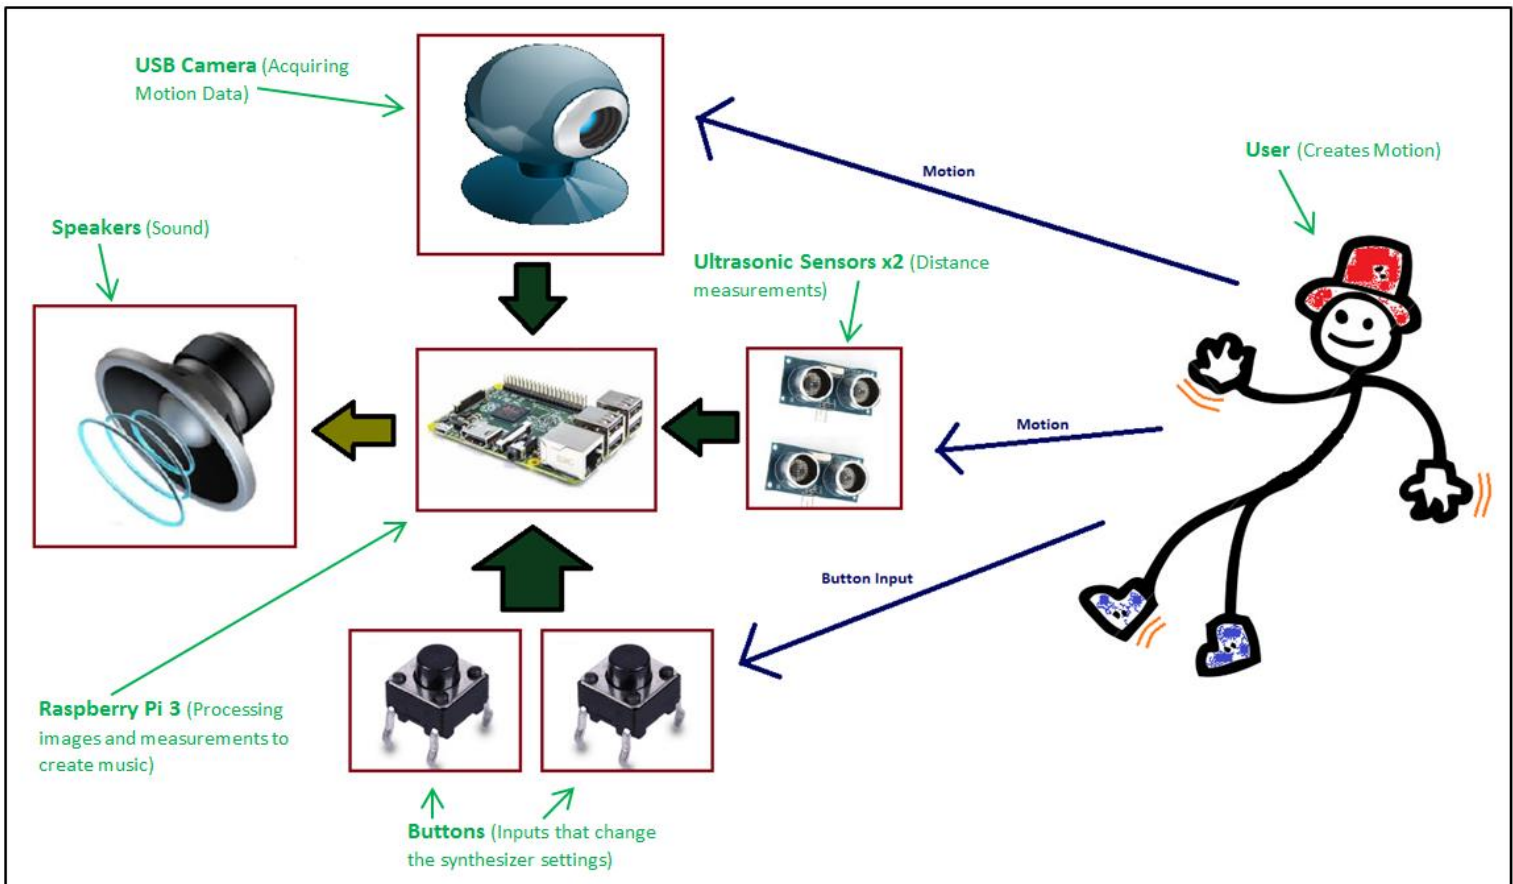 USB Camera (Acquiring
Motion Data)
Motion
User (Creates Motion)
Speakers (Sound)
Ultrasonic Sensors x2 (Distance
measurements)
Motion
Button Input
Raspberry Pi 3 (Processing
images and measurements to
create music)
Buttons (Inputs that change
the synthesizer settings)